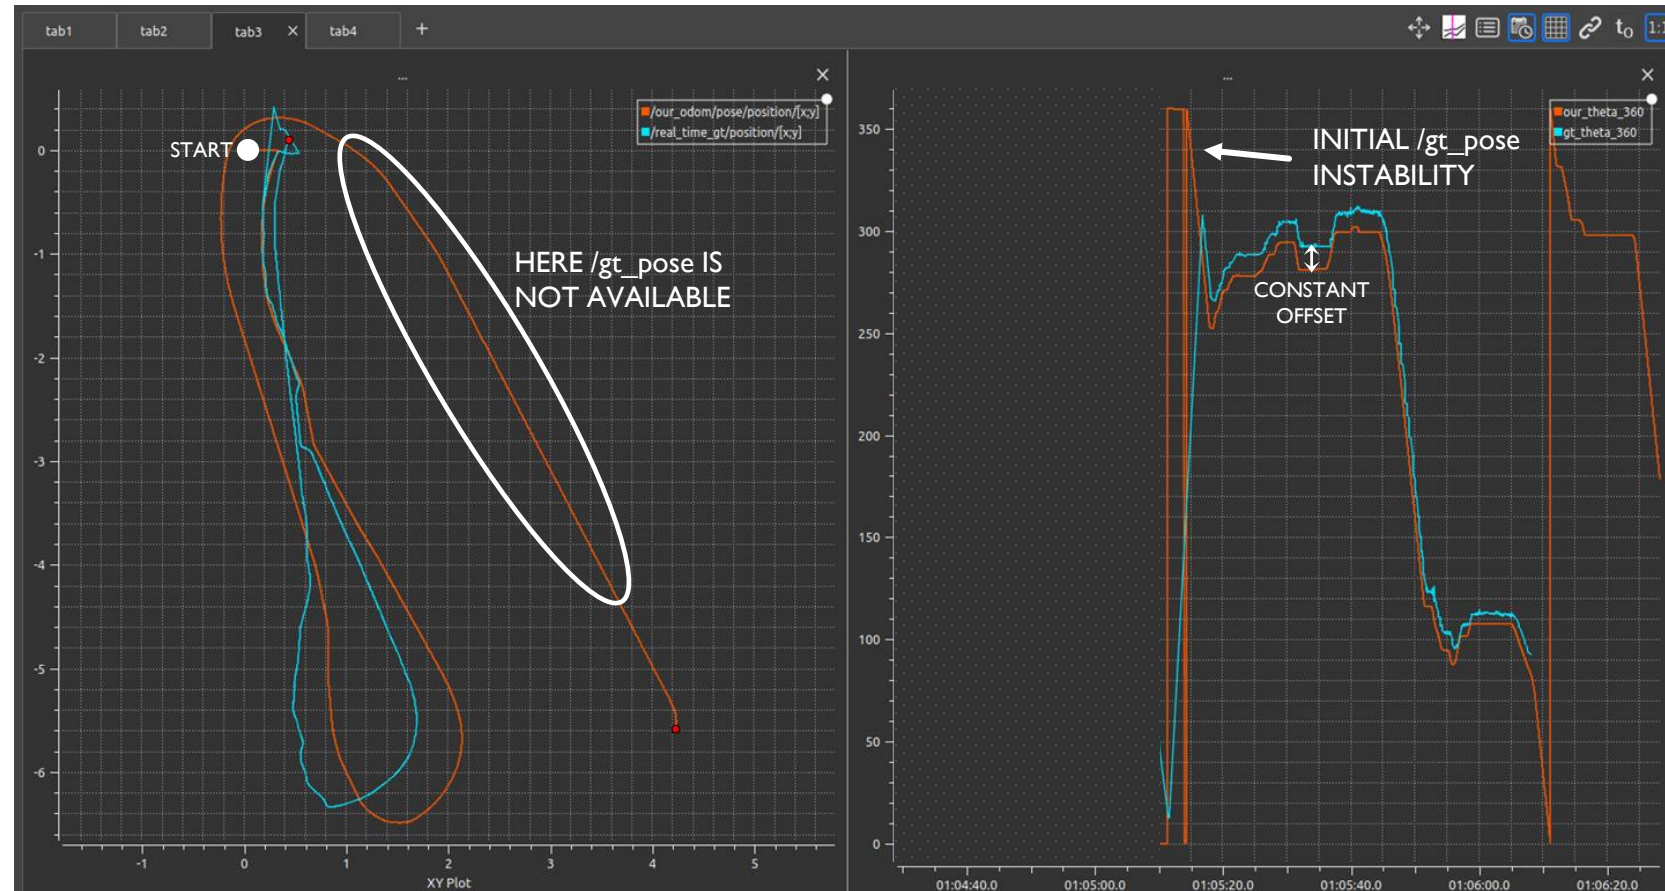 tab1
tab2
tab3
tab4
+
t0
...
/our_odom/pose/position/[x;y]
/real_time_gt/position/[x;y]
START
HERE /gt_pose IS
NOT AVAILABLE
0
-1
-2
-3
-4
-5
-6
-1
0
1
2
3
4
5
XY Plot
...
our_theta_360
gt_theta_360
INITIAL /gt_pose
INSTABILITY
CONSTANT
OFFSET
350
300
250
200
150
100
50
0
01:04:40.0
01:05:00.0
01:05:20.0
01:05:40.0
01:06:00.0
01:06:20.0